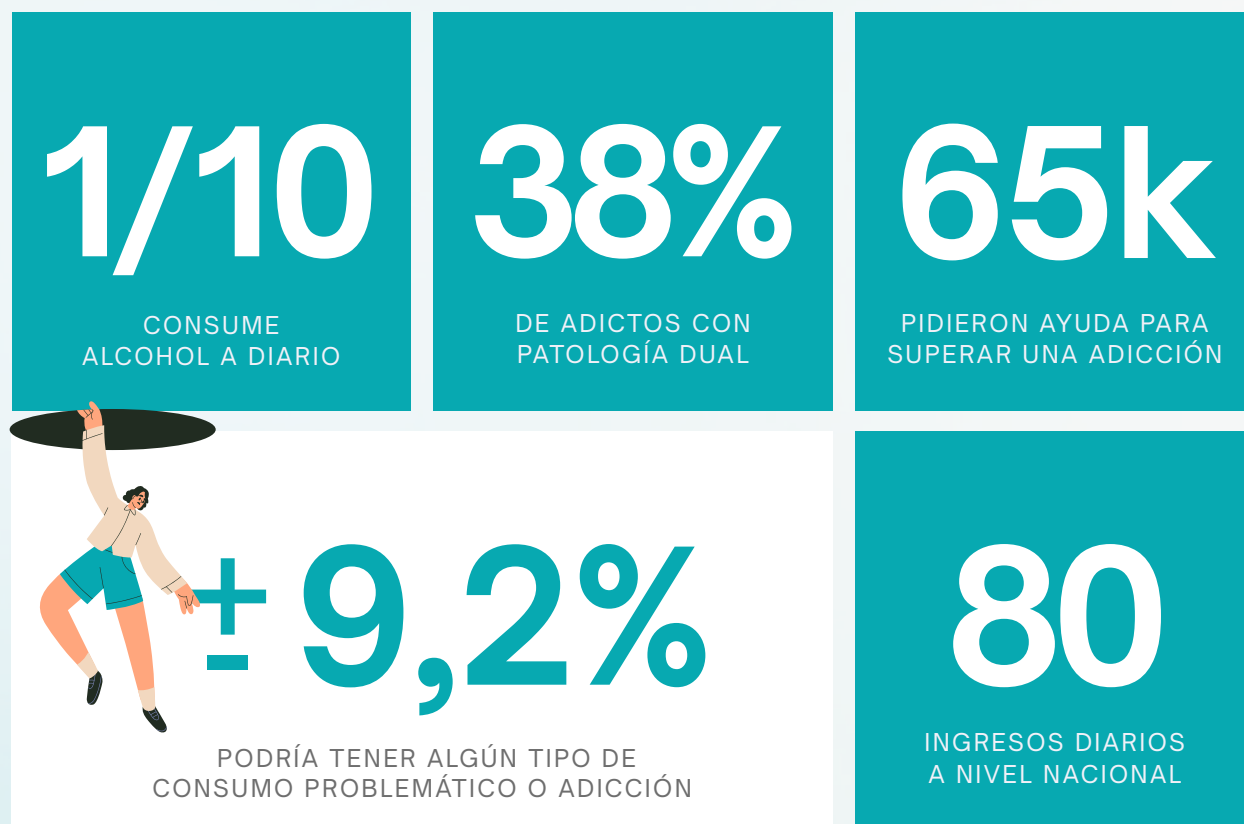 1/10
CONSUME
ALCOHOL A DIARIO
38%
DE ADICTOS CON
PATOLOGÍA DUAL
65k
PIDIERON AYUDA PARA
SUPERAR UNA ADICCIÓN
± 9,2%
PODRÍA TENER ALGÚN TIPO DE
CONSUMO PROBLEMÁTICO O ADICCIÓN
80
INGRESOS DIARIOS
A NIVEL NACIONAL